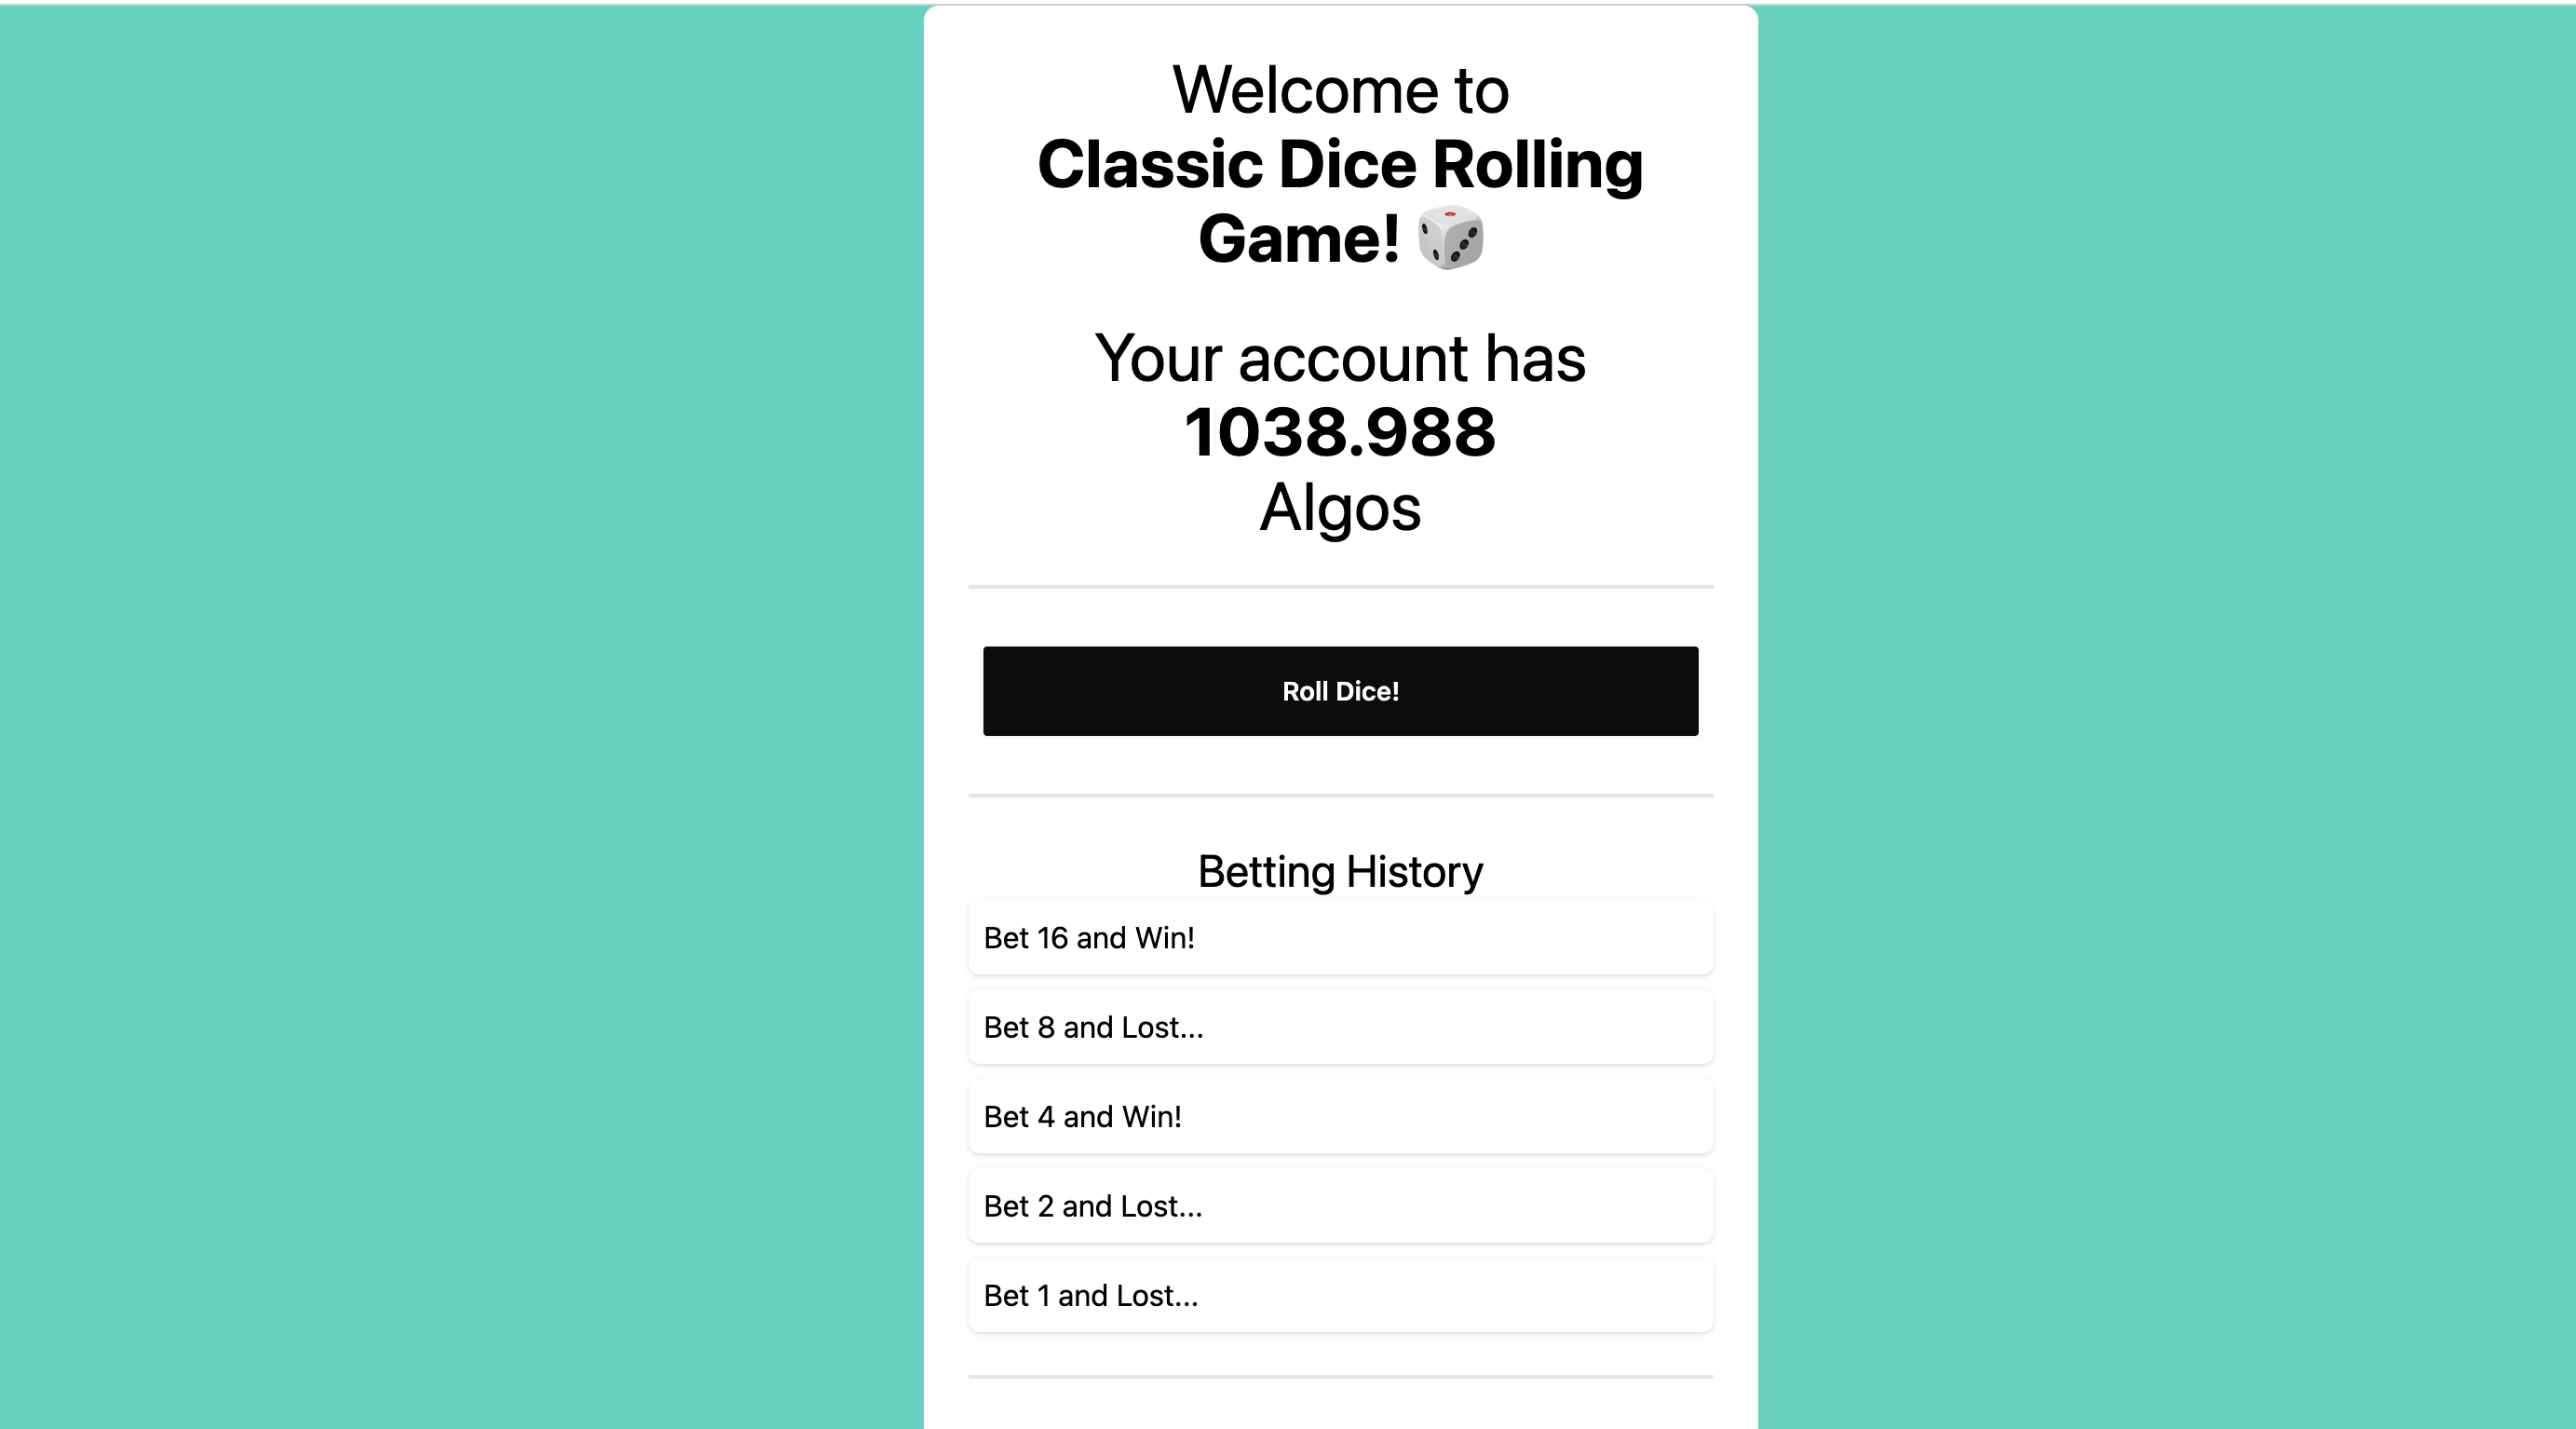 Welcome to
Classic Dice Rolling
Game! 🎲
Your account has
1038.988
Algos
Roll Dice!
Betting History
Bet 16 and Win!
Bet 8 and Lost...
Bet 4 and Win!
Bet 2 and Lost...
Bet 1 and Lost...